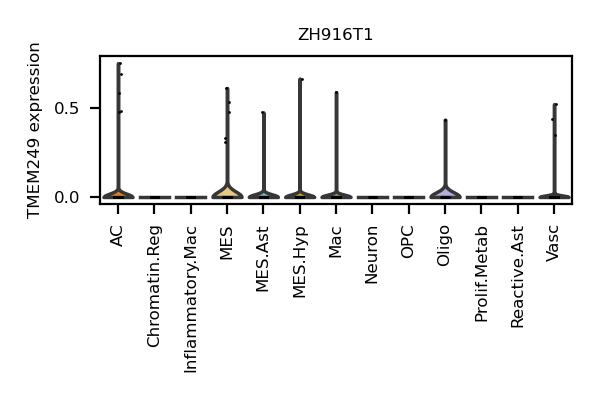 ZH916T1
TMEM249 expression
0.5
0.0
AC
Chromatin.Reg
Inflammatory.Mac
MES
MES.Ast
MES.Hyp
Mac
Neuron
OPC
Oligo
Prolif.Metab
Reactive.Ast
Vasc